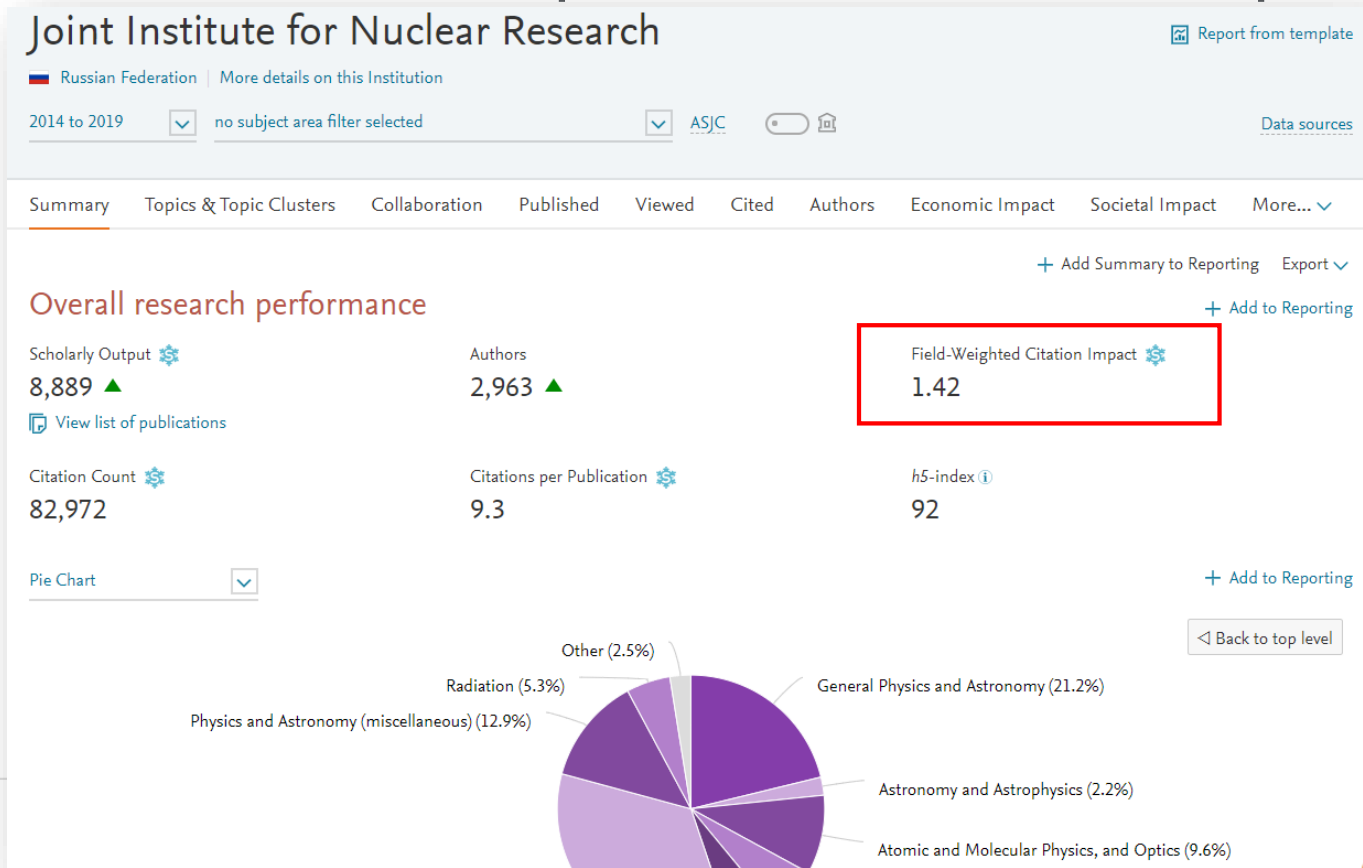 Joint Institute for Nuclear Research
Report from template
Russian Federation | More details on this Institution
2014 to 2019 no subject area filter selected ASJC Data sources
Summary Topics & Topic Clusters Collaboration Published Viewed Cited Authors Economic Impact Societal Impact More...
+ Add Summary to Reporting Export
Overall research performance
+ Add to Reporting
Scholarly Output Authors Field-Weighted Citation Impact
8,889 2,963 1.42
View list of publications
Citation Count Citations per Publication h5-index
82,972 9.3 92
Pie Chart + Add to Reporting
Back to top level
Other (2.5%)
Radiation (5.3%) General Physics and Astronomy (21.2%)
Physics and Astronomy (miscellaneous) (12.9%)
Astronomy and Astrophysics (2.2%)
Atomic and Molecular Physics, and Optics (9.6%)